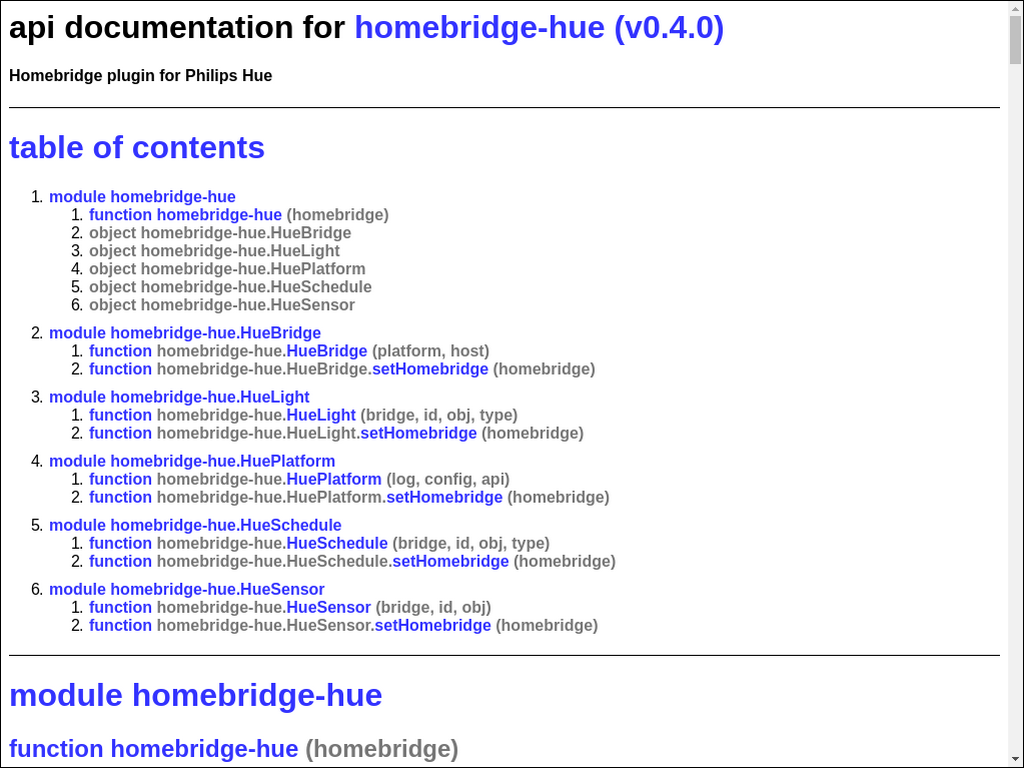 api documentation for homebridge-hue (v0.4.0)
Homebridge plugin for Philips Hue
table of contents
1. module homebridge-hue
1. function homebridge-hue (homebridge)
2. object homebridge-hue.HueBridge
3. object homebridge-hue.HueLight
4. object homebridge-hue.HuePlatform
5. object homebridge-hue.HueSchedule
6. object homebridge-hue.HueSensor
2. module homebridge-hue.HueBridge
1. function homebridge-hue.HueBridge (platform, host)
2. function homebridge-hue.HueBridge.setHomebridge (homebridge)
3. module homebridge-hue.HueLight
1. function homebridge-hue.HueLight (bridge, id, obj, type)
2. function homebridge-hue.HueLight.setHomebridge (homebridge)
4. module homebridge-hue.HuePlatform
1. function homebridge-hue.HuePlatform (log, config, api)
2. function homebridge-hue.HuePlatform.setHomebridge (homebridge)
5. module homebridge-hue.HueSchedule
1. function homebridge-hue.HueSchedule (bridge, id, obj, type)
2. function homebridge-hue.HueSchedule.setHomebridge (homebridge)
6. module homebridge-hue.HueSensor
1. function homebridge-hue.HueSensor (bridge, id, obj)
2. function homebridge-hue.HueSensor.setHomebridge (homebridge)
module homebridge-hue
function homebridge-hue (homebridge)